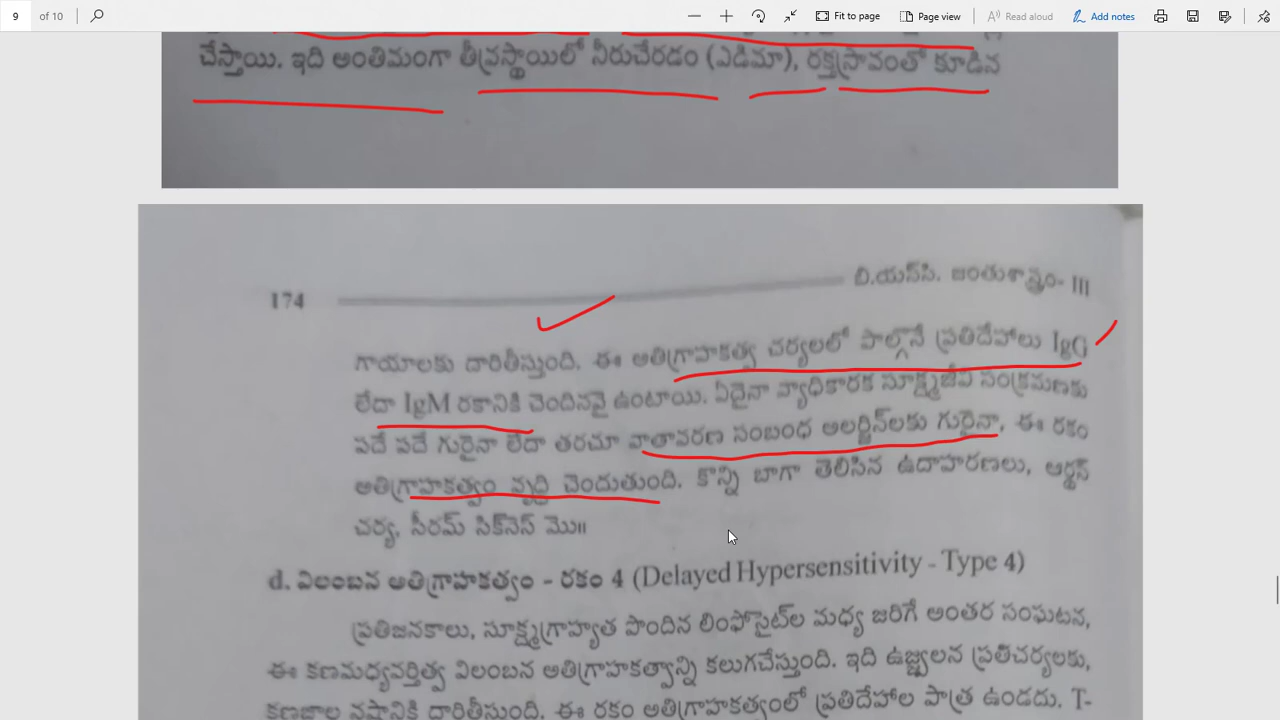 9 of 10 Fit to page Page view Read aloud Add notes
చేస్తాయి. ఇది అంతిమంగా తీవ్రస్థాయిలో నీరుచేరడం (ఎడిమా), రక్తస్రావంతో కూడిన
174 బి.యస్‌సి. జంతుశాస్త్రం- III
గాయాలకు దారితీస్తుంది. ఈ అతిగ్రాహకత్వ చర్యలలో పాల్గొనే ప్రతిదేహాలు IgG
లేదా IgM రకానికి చెందినవై ఉంటాయి. ఏదైనా వ్యాధికారక సూక్ష్మజీవి సంక్రమణకు
పదే పదే గురైనా లేదా తరచూ వాతావరణ సంబంధ అలర్జిన్‌లకు గురైనా, ఈ రకం
అతిగ్రాహకత్వం వృద్ధి చెందుతుంది. కొన్ని బాగా తెలిసిన ఉదాహరణలు, ఆర్థస్
చర్య, సీరమ్ సిక్‌నెస్ మొ॥
d. విలంబన అతిగ్రాహకత్వం - రకం 4 (Delayed Hypersensitivity - Type 4)
ప్రతిజనకాలు, సూక్ష్మగ్రాహ్యత పొందిన లింఫోసైట్‌ల మధ్య జరిగే అంతర సంఘటన,
ఈ కణమధ్యవర్తిత్వ విలంబన అతిగ్రాహకత్వాన్ని కలుగచేస్తుంది. ఇది ఉజ్జ్వలన ప్రతిచర్యలకు,
కణజాల నష్టానికి దారితీస్తుంది. ఈ రకం అతిగ్రాహకత్వంలో ప్రతిదేహాల పాత్ర ఉండదు. T-